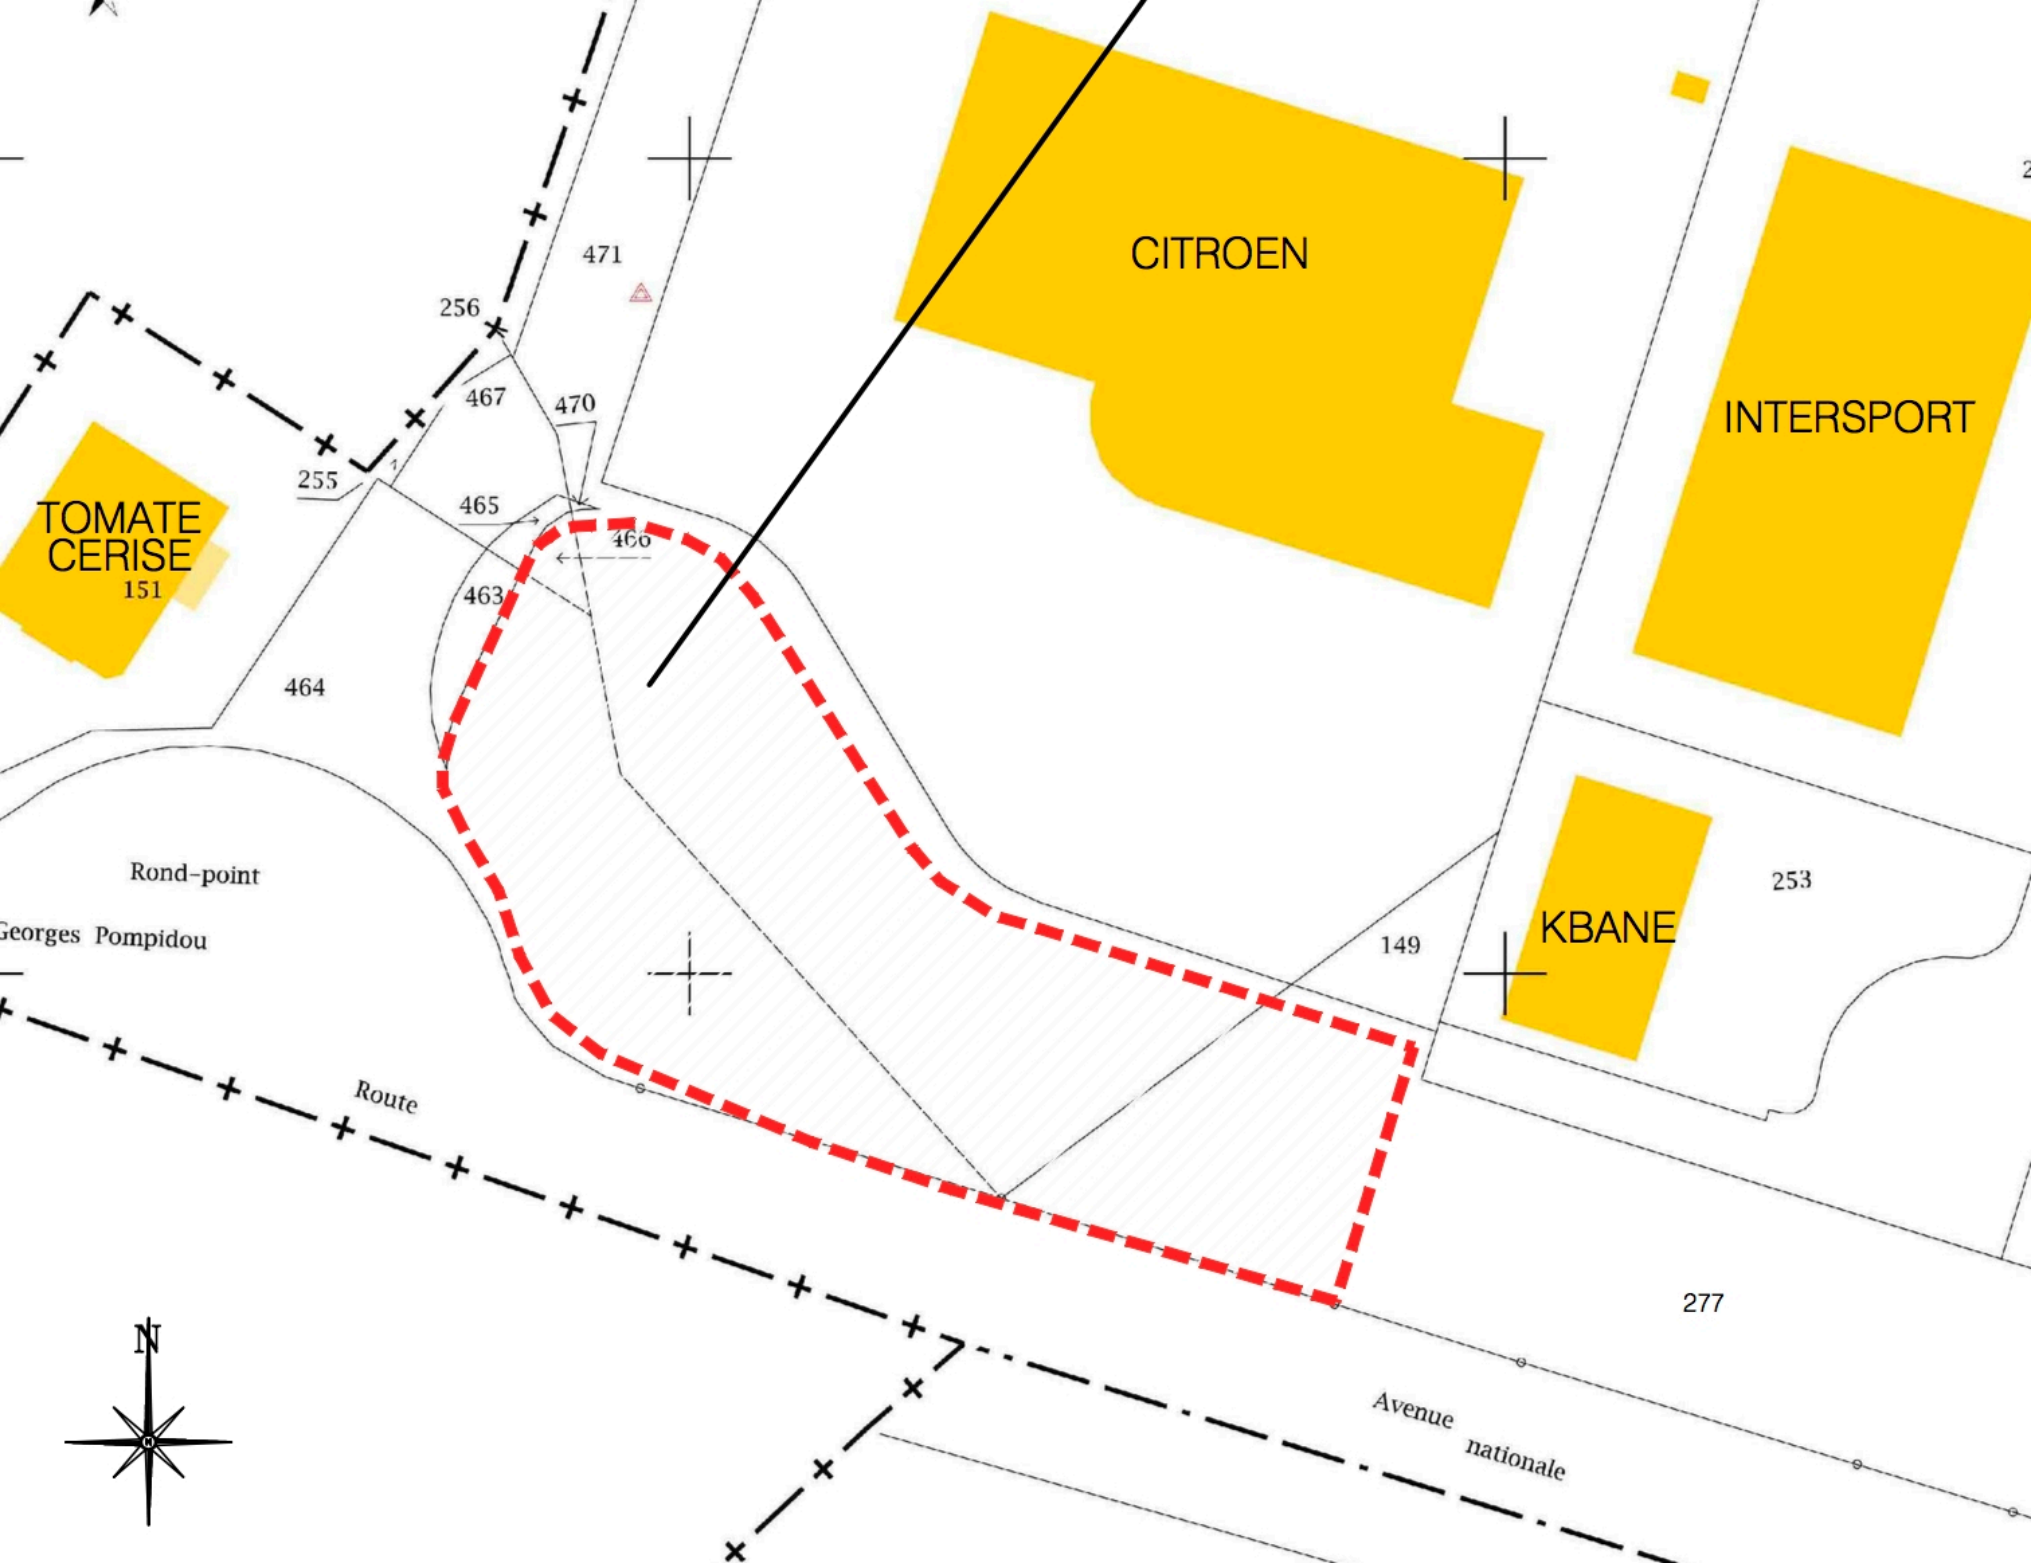 CITROEN
471
256
INTERSPORT
467
470
255
465
TOMATE
CERISE
466
151
463
464
Rond-point
253
Georges Pompidou
KBANE
149
Route
277
N
Avenue
nationale